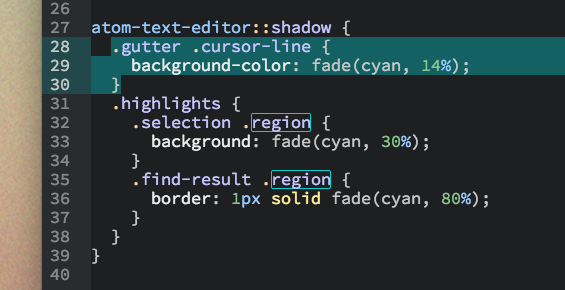 26
27 atom-text-editor::shadow {
28 .gutter .cursor-line {
29 background-color: fade(cyan, 14%);
30 }
31 .highlights {
32 .selection .region {
33 background: fade(cyan, 30%);
34 }
35 .find-result .region {
36 border: 1px solid fade(cyan, 80%);
37 }
38 }
39 }
40